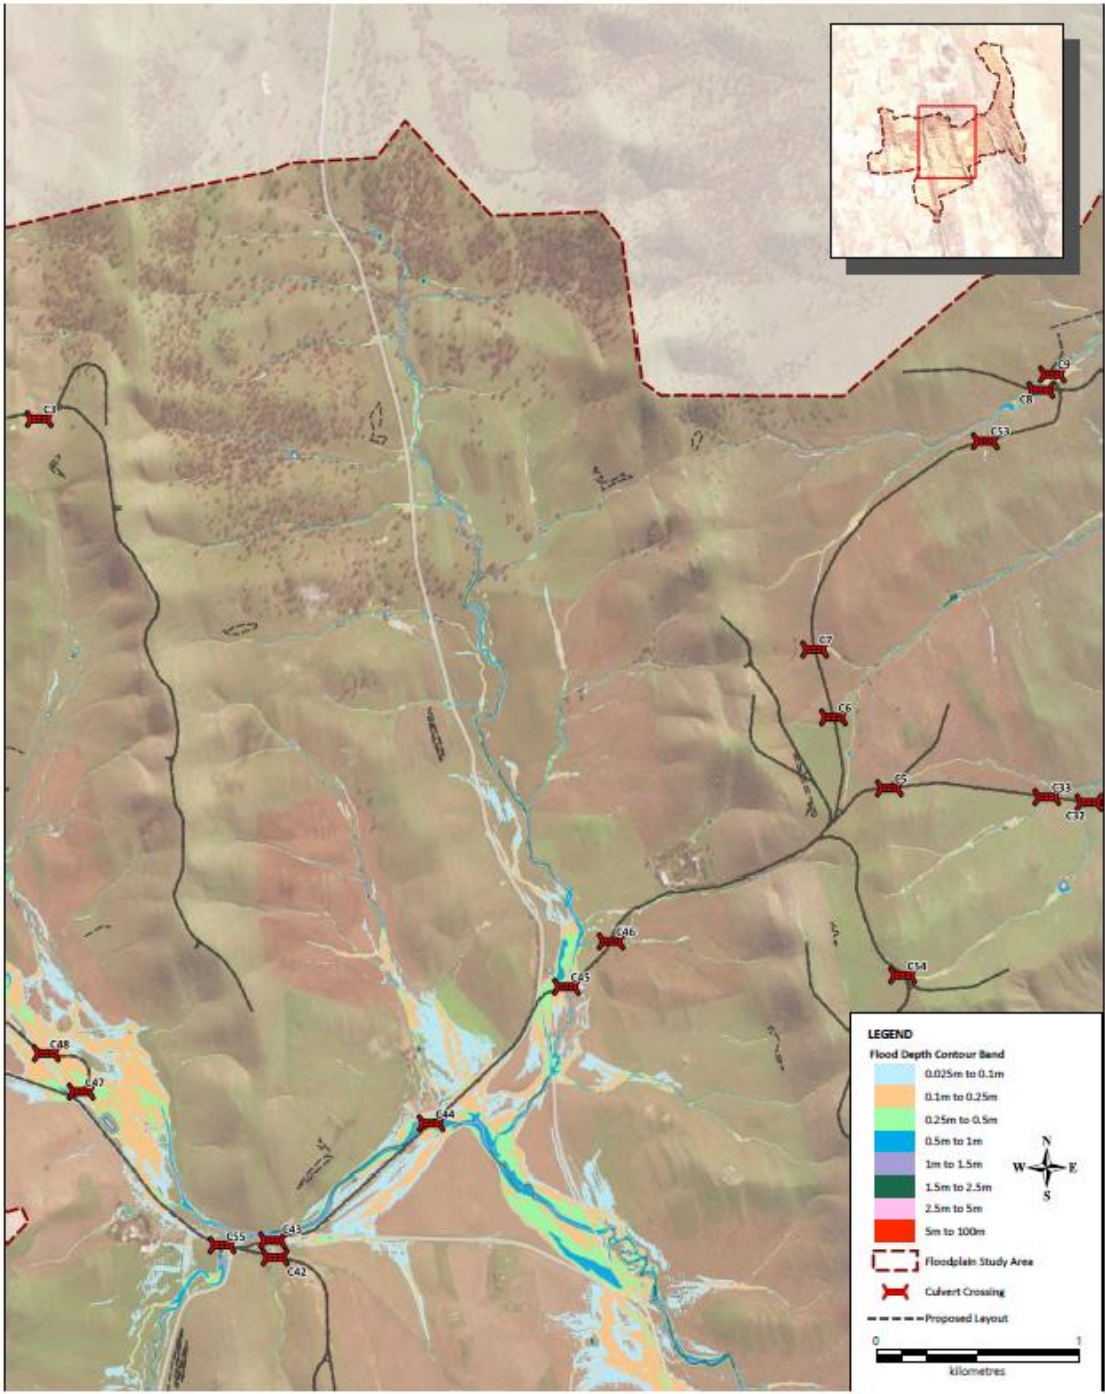 C9
C8
C3
C53
C7
C6
C5
C33
C32
C46
C54
C45
C48
C47
C44
C43
C55
C42
LEGEND
Flood Depth Contour Band
0.025m to 0.1m
0.1m to 0.25m
0.25m to 0.5m
0.5m to 1m
1m to 1.5m
1.5m to 2.5m
2.5m to 5m
5m to 100m
N
W E
S
Floodplain Study Area
Culvert Crossing
Proposed Layout
0 1
kilometres